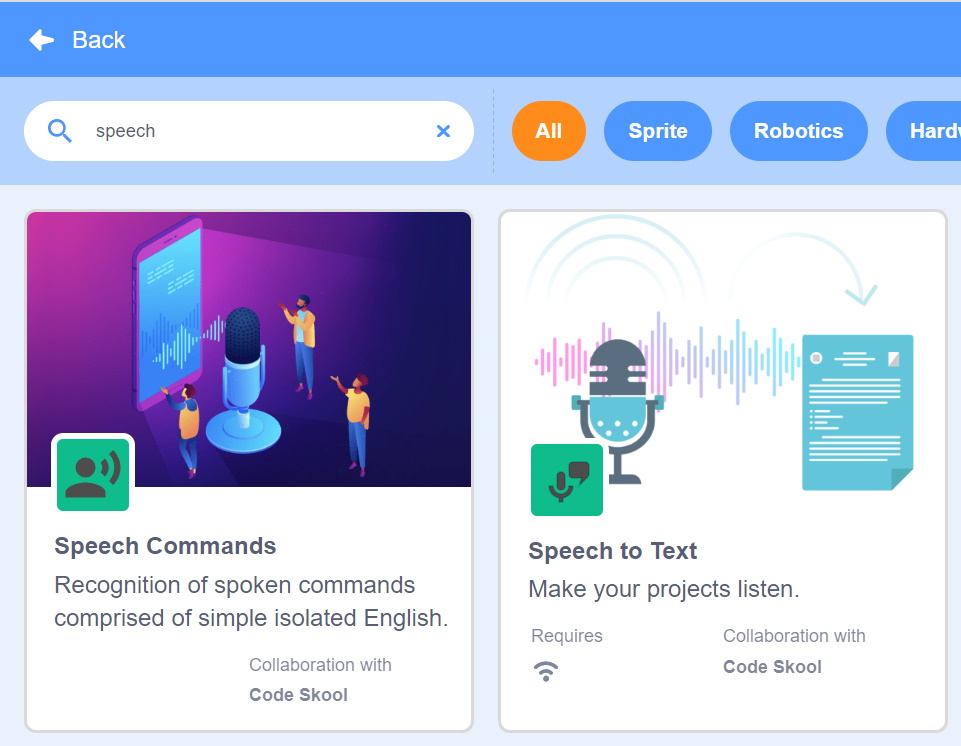 Back
speech
All
Sprite
Robotics
Speech Commands
Recognition of spoken commands
comprised of simple isolated English.
Collaboration with
Code Skool
Speech to Text
Make your projects listen.
Requires
Collaboration with
Code Skool